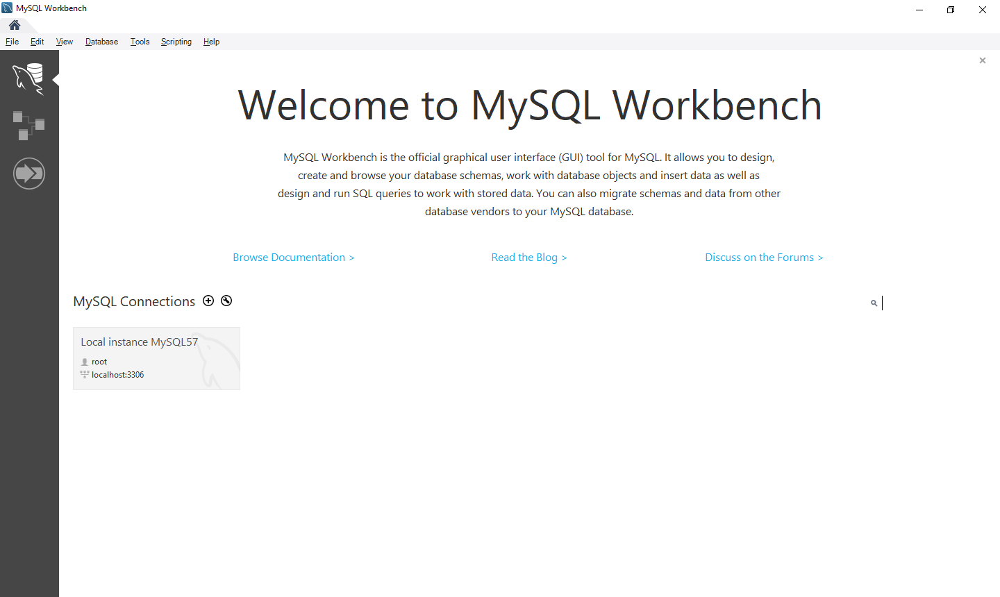 MySQL Workbench
File Edit View Database Tools Scripting Help
Welcome to MySQL Workbench
MySQL Workbench is the official graphical user interface (GUI) tool for MySQL. It allows you to design,
create and browse your database schemas, work with database objects and insert data as well as
design and run SQL queries to work with stored data. You can also migrate schemas and data from other
database vendors to your MySQL database.
Browse Documentation > Read the Blog > Discuss on the Forums >
MySQL Connections
Local instance MySQL57
root
localhost:3306